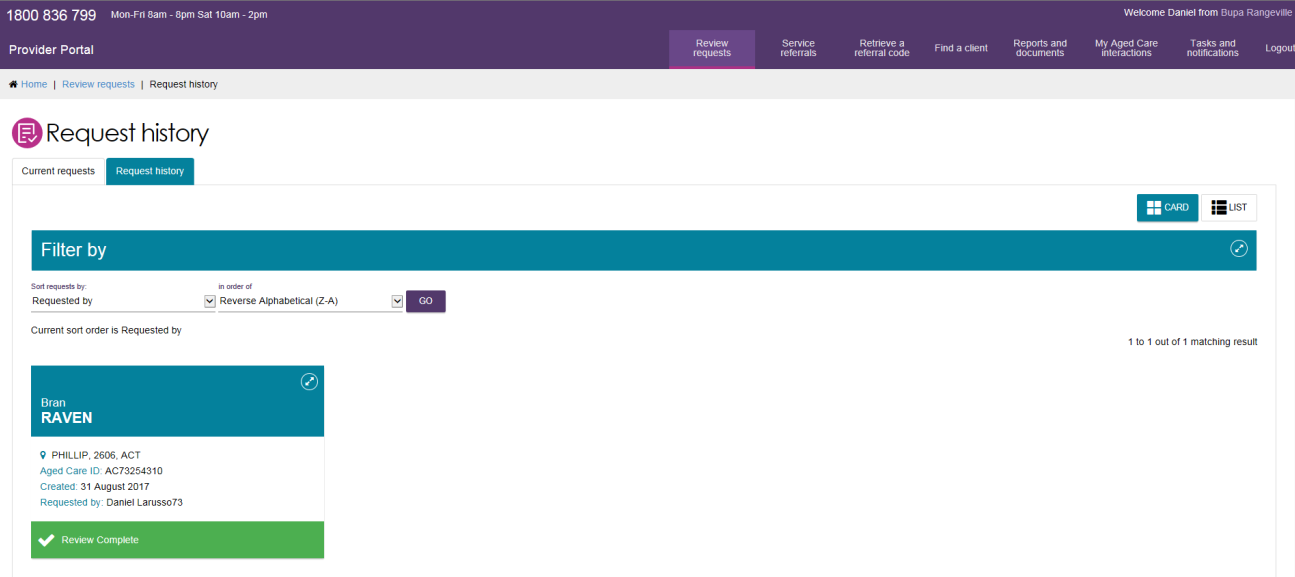 1800 836 799 Mon-Fri 8am - 8pm Sat 10am - 2pm Welcome Daniel from Bupa Rangeville
Provider Portal
Review requests
Service referrals
Retrieve a referral code
Find a client
Reports and documents
My Aged Care interactions
Tasks and notifications
Logout
Home | Review requests | Request history
Request history
Current requests Request history
CARD LIST
Filter by
Sort requests by: in order of
Requested by Reverse Alphabetical (Z-A) GO
Current sort order is Requested by
1 to 1 out of 1 matching result
Bran
RAVEN
PHILLIP, 2606, ACT
Aged Care ID: AC73254310
Created: 31 August 2017
Requested by: Daniel Larusso73
Review Complete